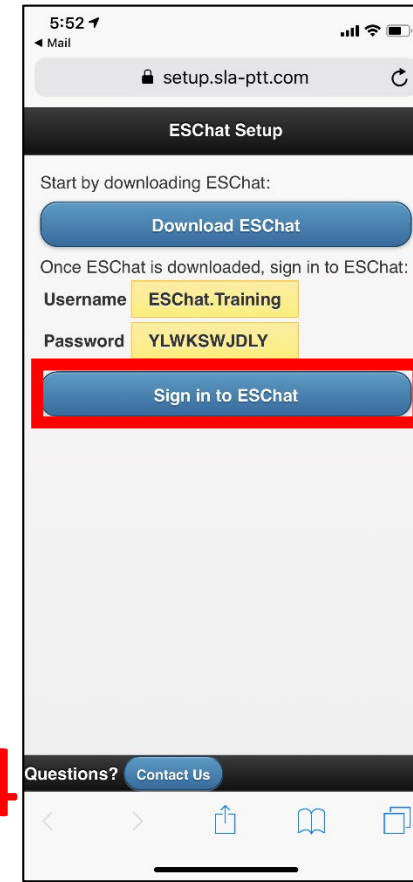 5:52
Mail
setup.sla-ptt.com
ESChat Setup
Start by downloading ESChat:
Download ESChat
Once ESChat is downloaded, sign in to ESChat:
Username ESChat.Training
Password YLWKSWJDLY
Sign in to ESChat
4
Questions? Contact Us